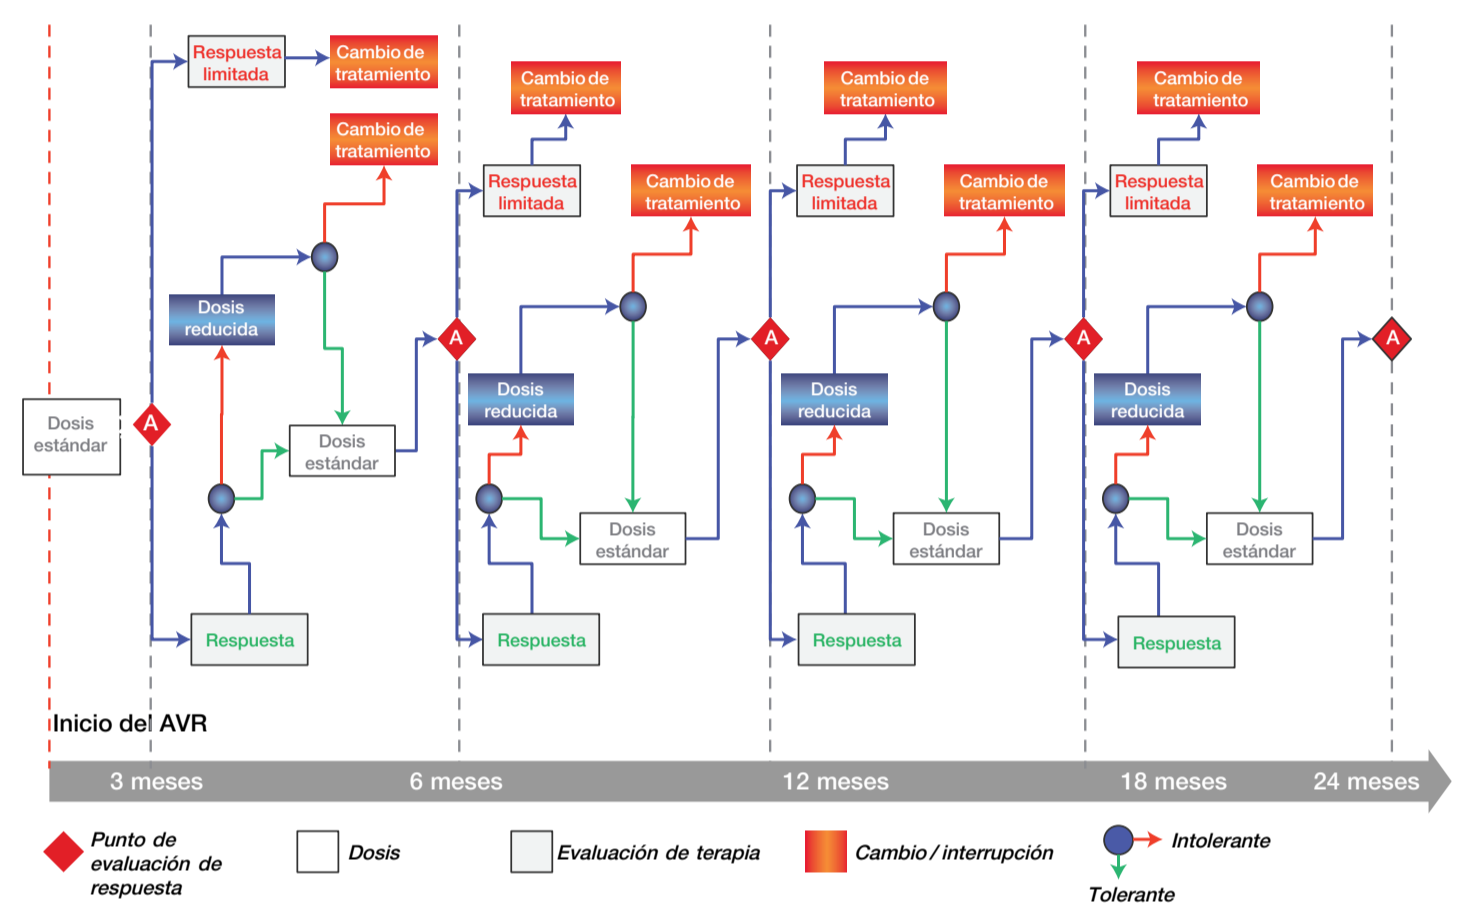 Respuesta
limitada
Cambio de
tratamiento
Cambio de
tratamiento
Dosis
reducida
Dosis
estándar
A
Dosis
estándar
Respuesta
Cambio de
tratamiento
Respuesta
limitada
Cambio de
tratamiento
A
Dosis
reducida
Dosis
estándar
Respuesta
Cambio de
tratamiento
Respuesta
limitada
Cambio de
tratamiento
A
Dosis
reducida
Dosis
estándar
Respuesta
Cambio de
tratamiento
Respuesta
limitada
Cambio de
tratamiento
A
Dosis
reducida
Dosis
estándar
Respuesta
A
Inicio del AVR
3 meses
6 meses
12 meses
18 meses
24 meses
Punto de
evaluación de
respuesta
Dosis
Evaluación de terapia
Cambio / interrupción
Intolerante
Tolerante